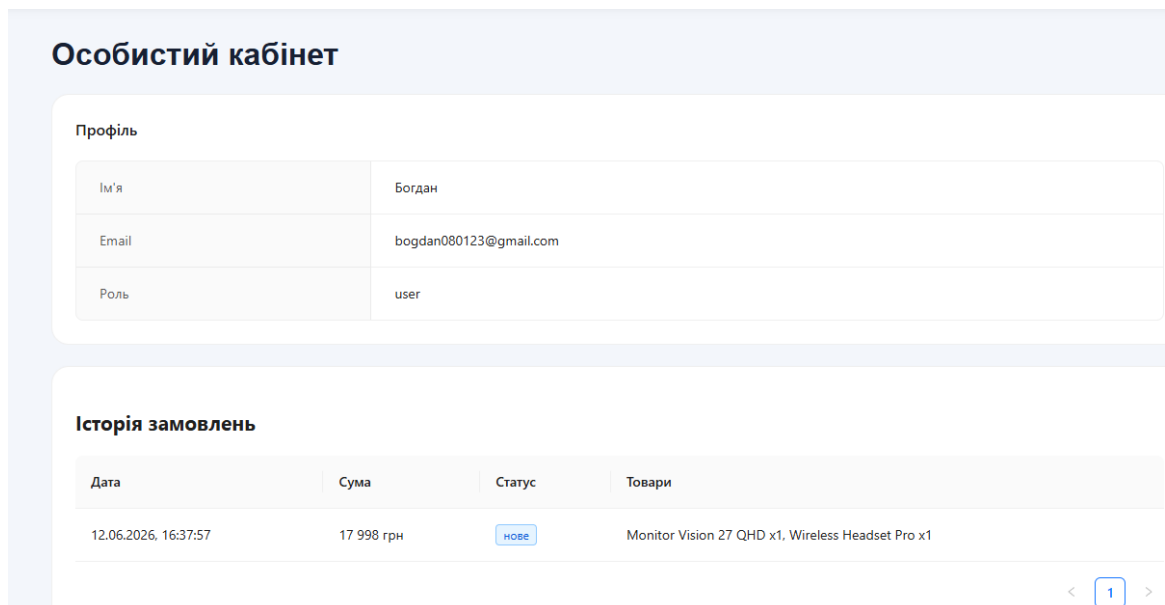 Особистий кабінет
Профіль
Ім'я Богдан
Email bogdan080123@gmail.com
Роль user
Історія замовлень
Дата Сума Статус Товари
12.06.2026, 16:37:57 17 998 грн нове Monitor Vision 27 QHD x1, Wireless Headset Pro x1
< 1 >